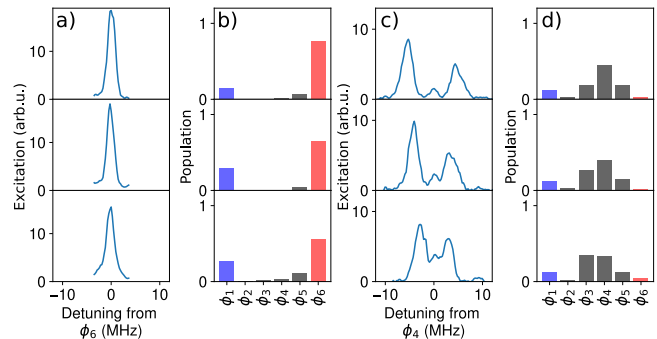 a)
b)
c)
d)
Excitation (arb.u.)
10
0
10
0
10
0
−10 0 10
Detuning from
ϕ6 (MHz)
Population
1
0
1
0
1
0
ϕ1 ϕ2 ϕ3 ϕ4 ϕ5 ϕ6
Excitation (arb.u.)
10
0
10
0
10
0
−10 0 10
Detuning from
ϕ4 (MHz)
Population
1
0
1
0
1
0
ϕ1 ϕ2 ϕ3 ϕ4 ϕ5 ϕ6